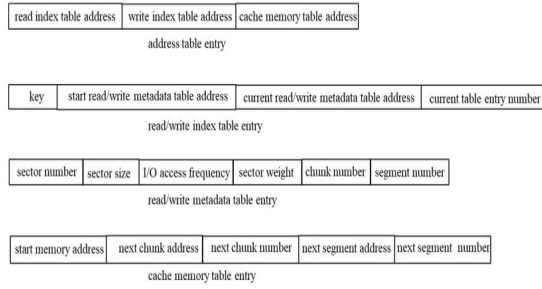 read index table address write index table address cache memory table address
address table entry
key start read/write metadata table address current read/write metadata table address current table entry number
read/write index table entry
sector number sector size I/O access frequency sector weight chunk number segment number
read/write metadata table entry
start memory address next chunk address next chunk number next segment address next segment number
cache memory table entry